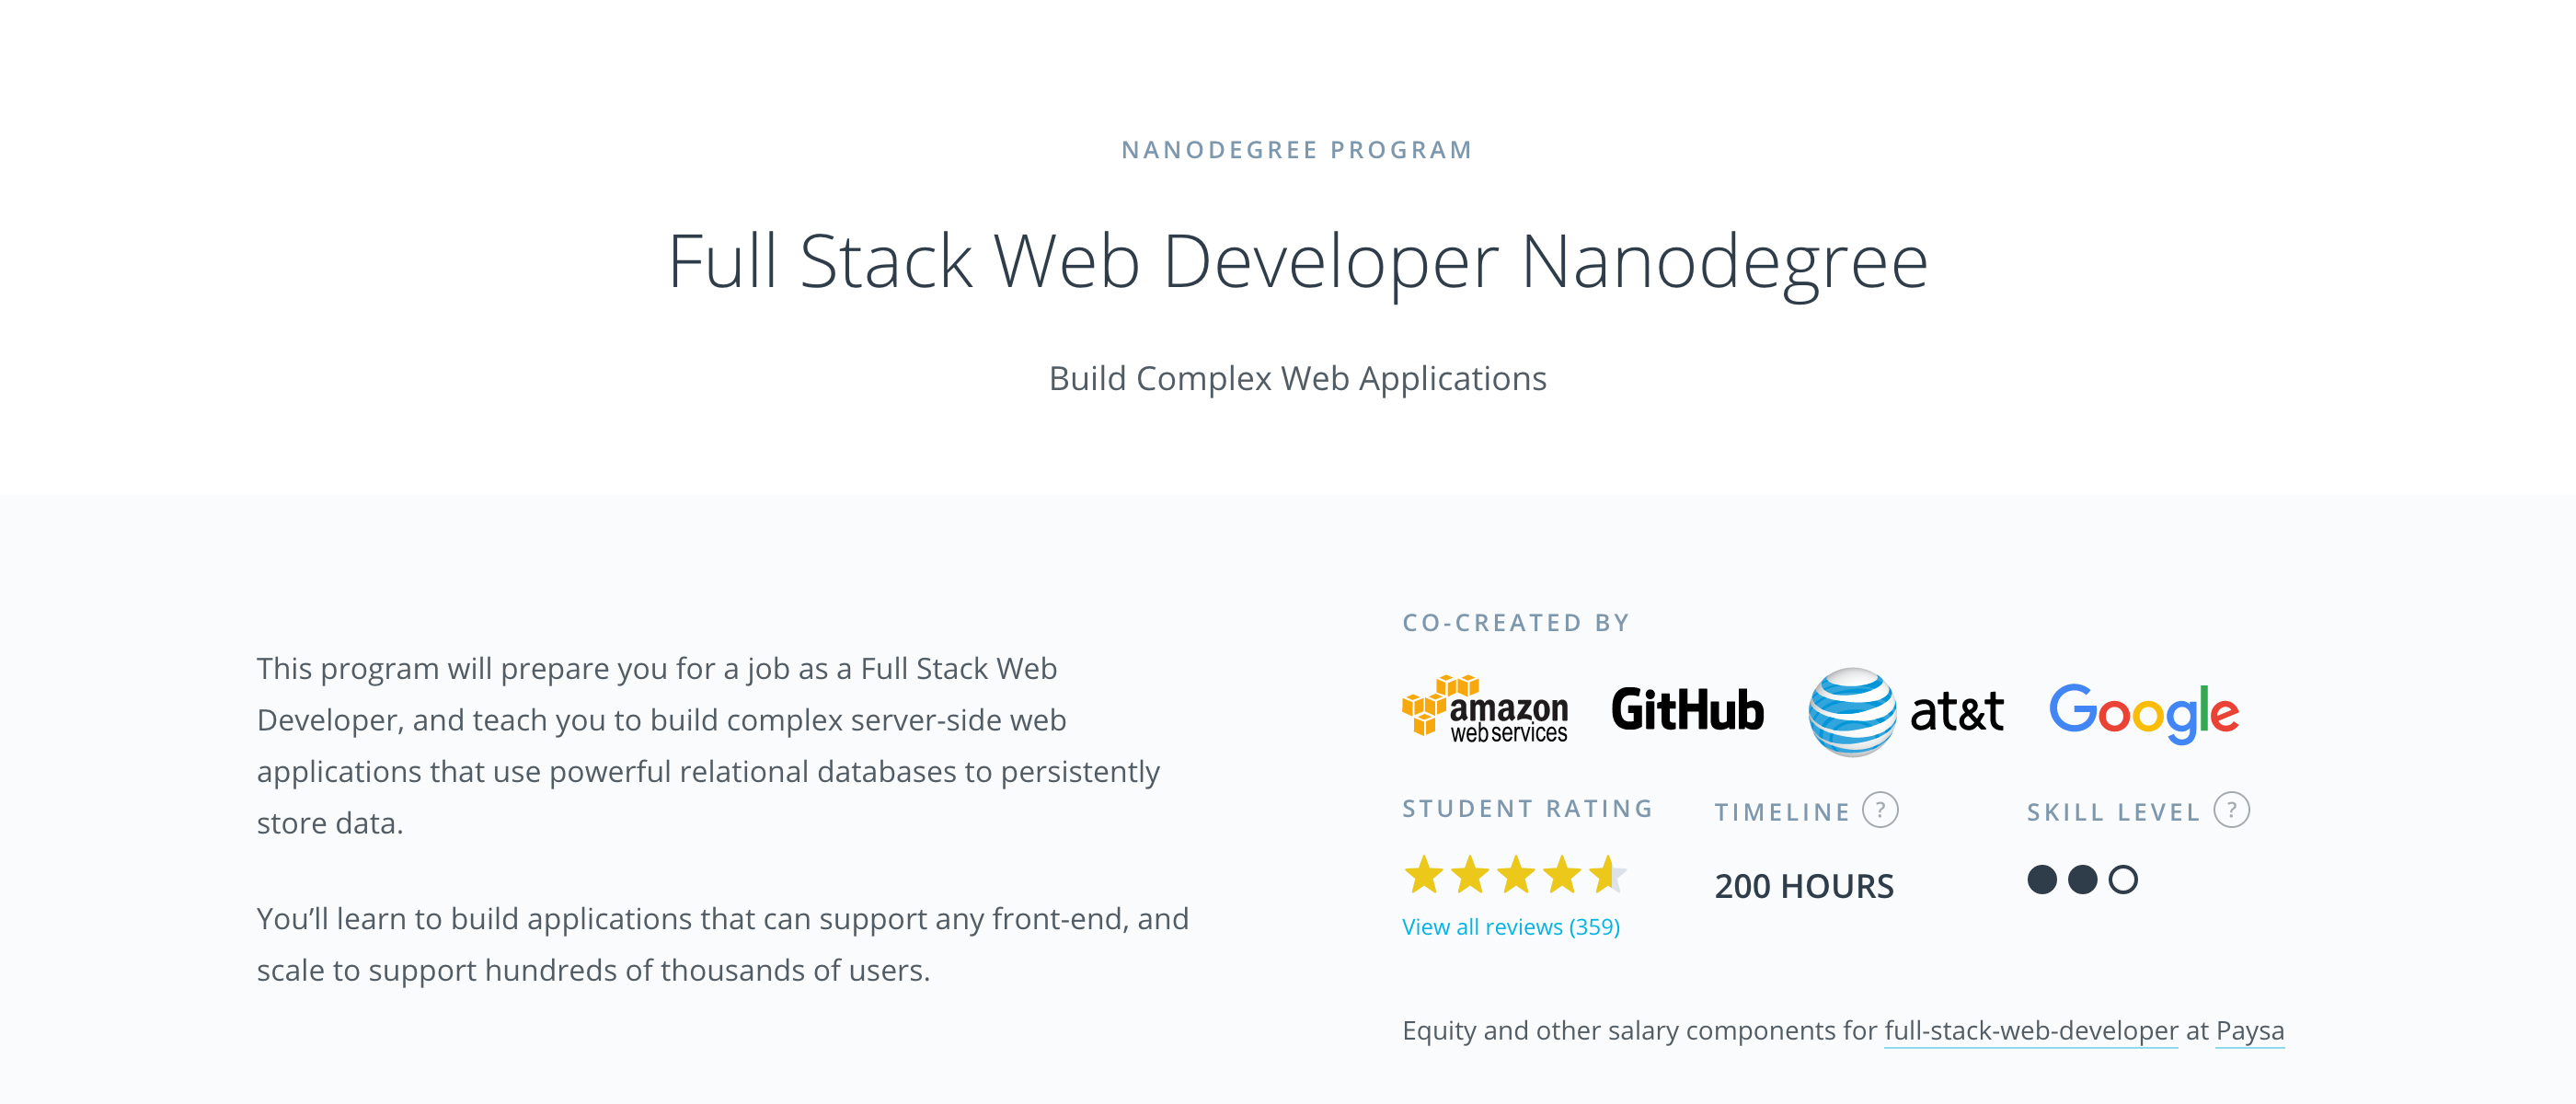 NANODEGREE PROGRAM
Full Stack Web Developer Nanodegree
Build Complex Web Applications
This program will prepare you for a job as a Full Stack Web
Developer, and teach you to build complex server-side web
applications that use powerful relational databases to persistently
store data.
You’ll learn to build applications that can support any front-end, and
scale to support hundreds of thousands of users.
CO-CREATED BY
amazon
web services
GitHub
at&t
Google
STUDENT RATING
View all reviews (359)
TIMELINE ?
200 HOURS
SKILL LEVEL ?
Equity and other salary components for full-stack-web-developer at Paysa